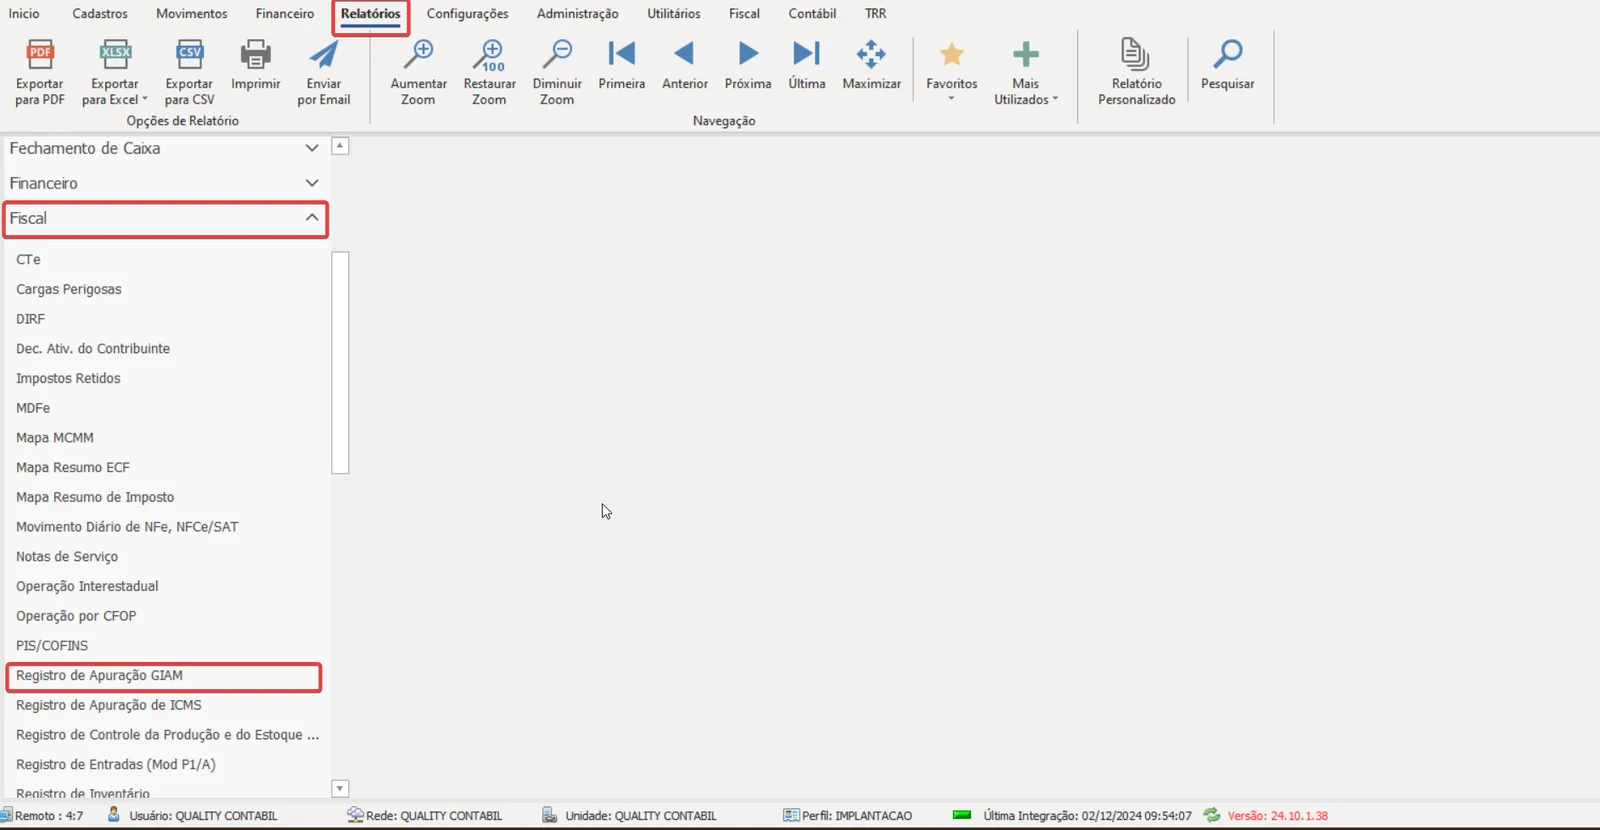 Inicio Cadastros Movimentos Financeiro Relatórios Configurações Administração Utilitários Fiscal Contábil TRR
PDF XLSX CSV 100
Exportar para PDF
Exportar para Excel
Exportar para CSV
Imprimir
Enviar por Email
Opções de Relatório
Aumentar Zoom
Restaurar Zoom
Diminuir Zoom
Primeira
Anterior
Próxima
Última
Maximizar
Navegação
Favoritos
Mais Utilizados
Relatório Personalizado
Pesquisar
Fechamento de Caixa
Financeiro
Fiscal
CTe
Cargas Perigosas
DIRF
Dec. Ativ. do Contribuinte
Impostos Retidos
MDFe
Mapa MCMM
Mapa Resumo ECF
Mapa Resumo de Imposto
Movimento Diário de NFe, NFCe/SAT
Notas de Serviço
Operação Interestadual
Operação por CFOP
PIS/COFINS
Registro de Apuração GIAM
Registro de Apuração de ICMS
Registro de Controle da Produção e do Estoque ...
Registro de Entradas (Mod P1/A)
Registro de Inventário
Remoto : 4:7 Usuário: QUALITY CONTABIL Rede: QUALITY CONTABIL Unidade: QUALITY CONTABIL Perfil: IMPLANTACAO Última Integração: 02/12/2024 09:54:07 Versão: 24.10.1.38